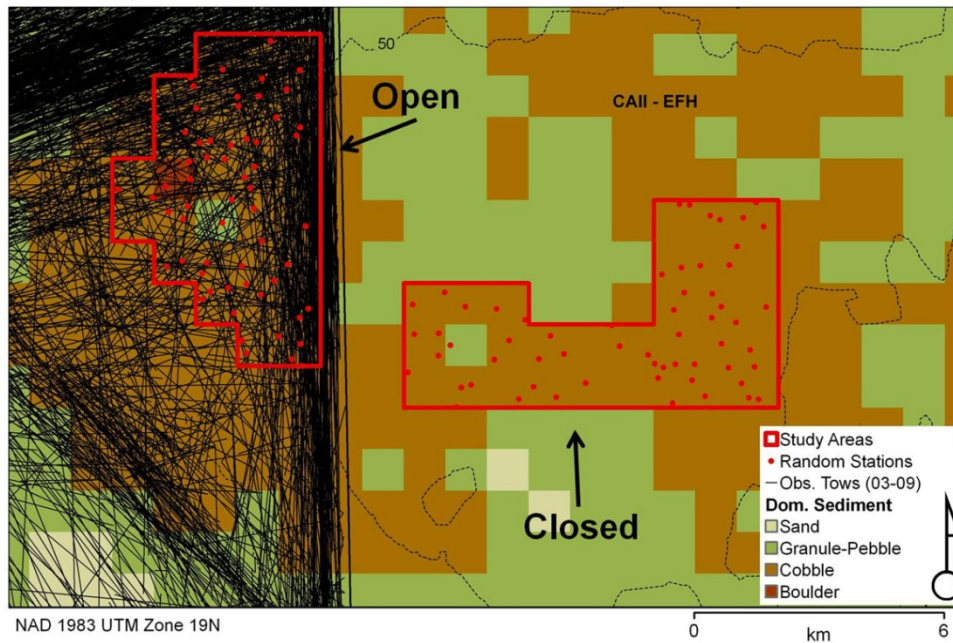 50
Open
CAII - EFH
Closed
Study Areas
Random Stations
Obs. Tows (03-09)
Dom. Sediment
Sand
Granule-Pebble
Cobble
Boulder
N
NAD 1983 UTM Zone 19N
0 6
km